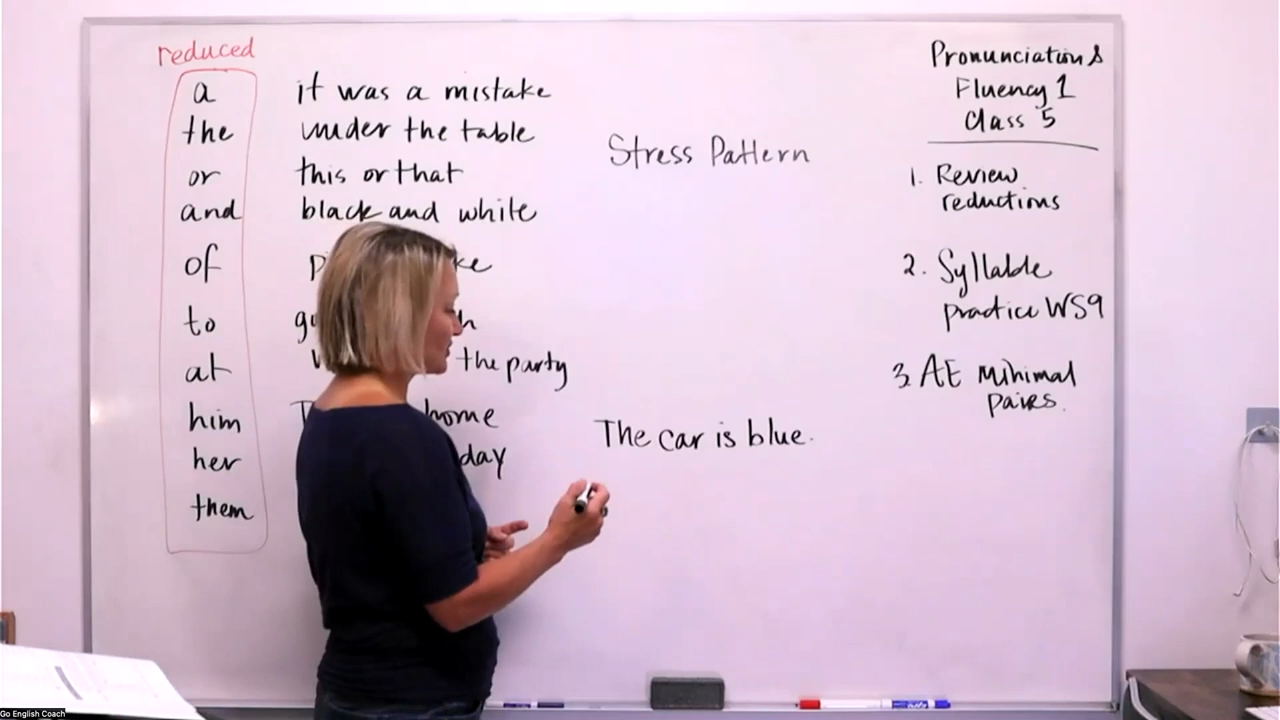 reduced
a it was a mistake
the under the table
or this or that
and black and white
of
to
at the party
him home
her day
them
Stress Pattern
The car is blue.
Pronunciation &
Fluency 1
Class 5
1. Review
reductions
2. Syllable
practice WS9
3. AE Minimal
pairs.
Go English Coach